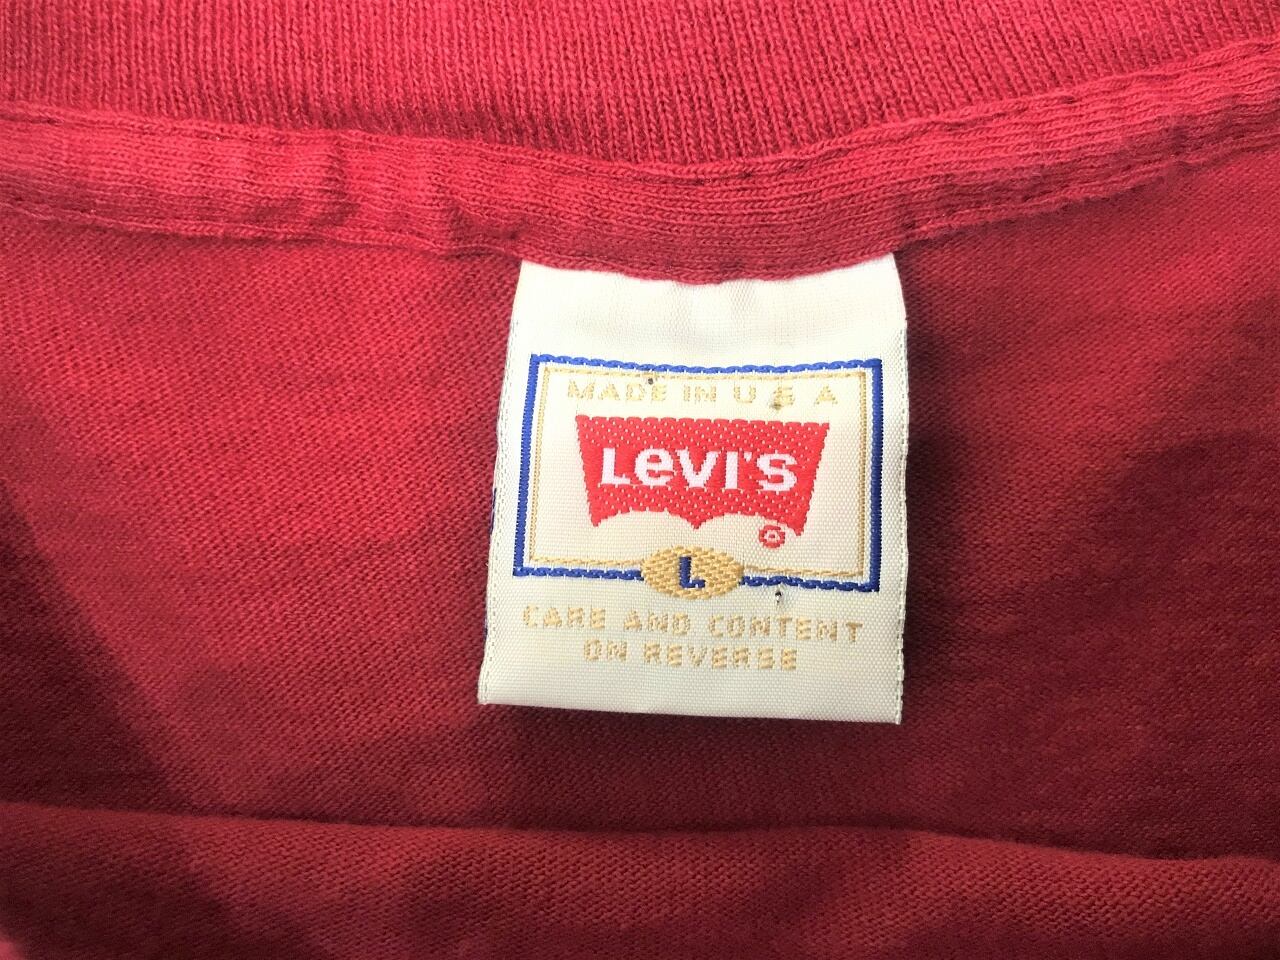 MADE IN U S A
Levi's
®
L
CARE AND CONTENT
ON REVERSE